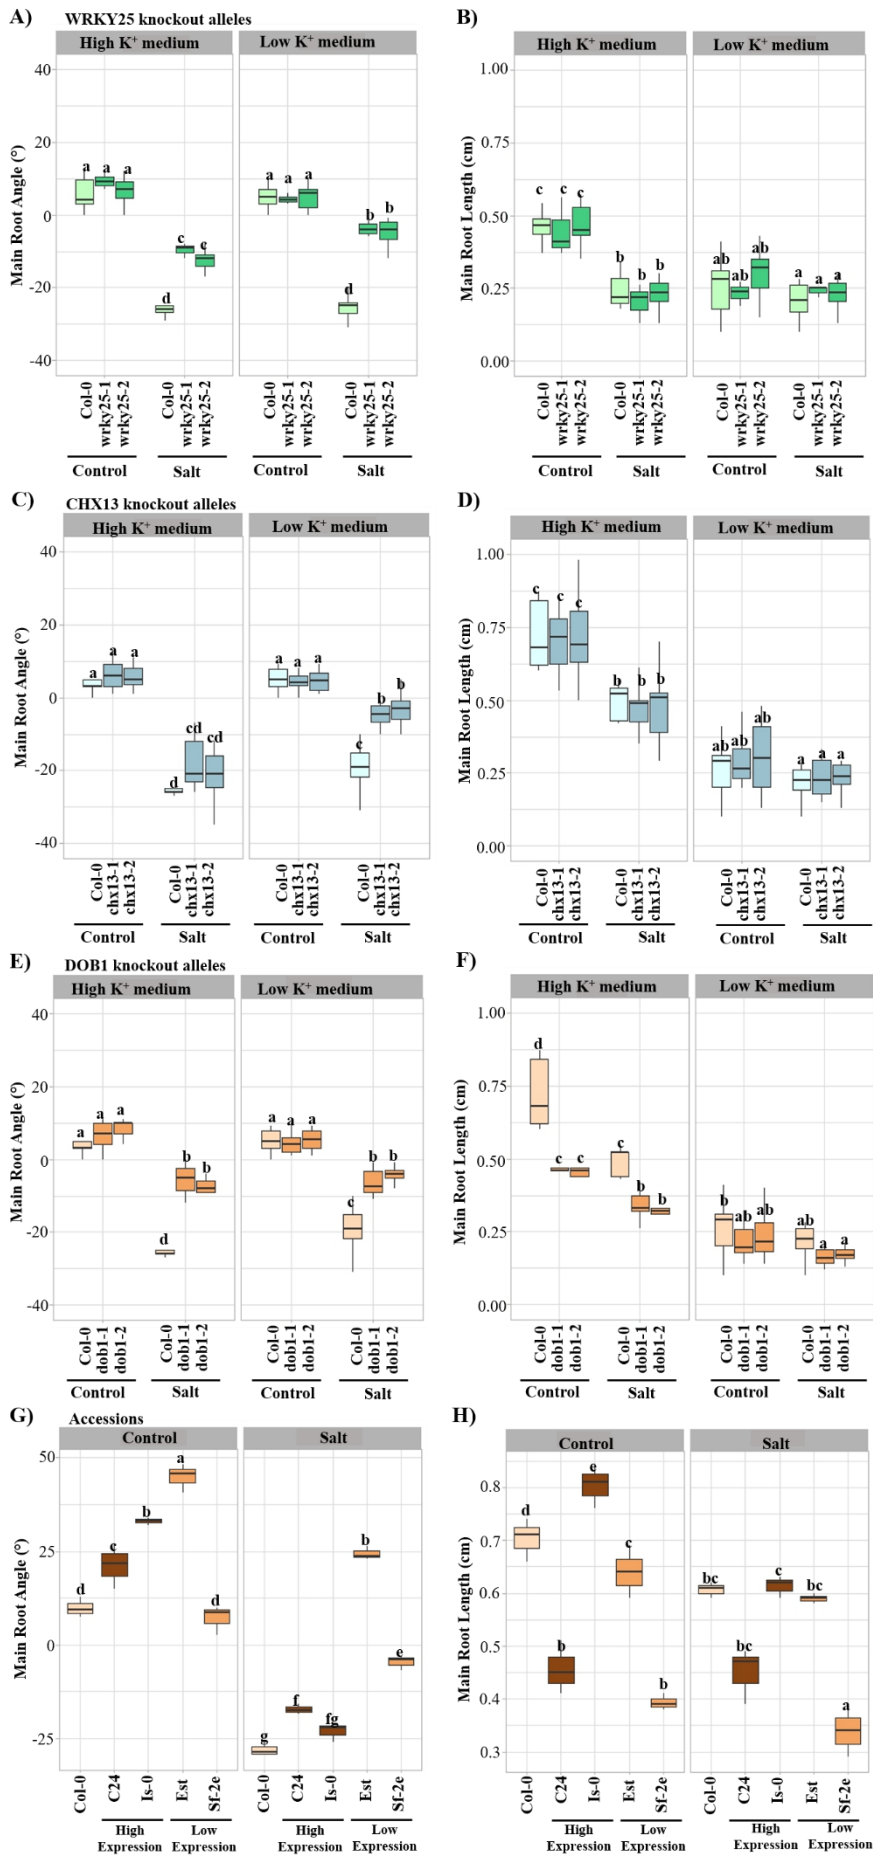 A) WRKY25 knockout alleles
High K⁺ medium Low K⁺ medium
Main Root Angle (°)
40
20
0
-20
-40
a a a
d c c
a a a
d b b
Col-0 wrky25-1 wrky25-2 Col-0 wrky25-1 wrky25-2 Col-0 wrky25-1 wrky25-2 Col-0 wrky25-1 wrky25-2
Control Salt Control Salt
B)
High K⁺ medium Low K⁺ medium
Main Root Length (cm)
1.00
0.75
0.50
0.25
0.00
c c c
b b b
ab ab ab
a a a
Col-0 wrky25-1 wrky25-2 Col-0 wrky25-1 wrky25-2 Col-0 wrky25-1 wrky25-2 Col-0 wrky25-1 wrky25-2
Control Salt Control Salt
C) CHX13 knockout alleles
High K⁺ medium Low K⁺ medium
Main Root Angle (°)
40
20
0
-20
-40
a a a
d cd cd
a a a
c b b
Col-0 chx13-1 chx13-2 Col-0 chx13-1 chx13-2 Col-0 chx13-1 chx13-2 Col-0 chx13-1 chx13-2
Control Salt Control Salt
D)
High K⁺ medium Low K⁺ medium
Main Root Length (cm)
1.00
0.75
0.50
0.25
0.00
c c c
b b b
ab ab ab
a a a
Col-0 chx13-1 chx13-2 Col-0 chx13-1 chx13-2 Col-0 chx13-1 chx13-2 Col-0 chx13-1 chx13-2
Control Salt Control Salt
E) DOB1 knockout alleles
High K⁺ medium Low K⁺ medium
Main Root Angle (°)
40
20
0
-20
-40
a a a
d b b
a a a
c b b
Col-0 dob1-1 dob1-2 Col-0 dob1-1 dob1-2 Col-0 dob1-1 dob1-2 Col-0 dob1-1 dob1-2
Control Salt Control Salt
F)
High K⁺ medium Low K⁺ medium
Main Root Length (cm)
1.00
0.75
0.50
0.25
0.00
d c c
c b b
b ab ab
ab a a
Col-0 dob1-1 dob1-2 Col-0 dob1-1 dob1-2 Col-0 dob1-1 dob1-2 Col-0 dob1-1 dob1-2
Control Salt Control Salt
G) Accessions
Control Salt
Main Root Angle (°)
50
25
0
-25
d c b a d
g f fg b e
Col-0 C24 Is-0 Est Sf-2e Col-0 C24 Is-0 Est Sf-2e
High Low High Low
Expression Expression Expression Expression
H)
Control Salt
Main Root Length (cm)
0.8
0.7
0.6
0.5
0.4
0.3
d b e c b
bc bc c bc a
Col-0 C24 Is-0 Est Sf-2e Col-0 C24 Is-0 Est Sf-2e
High Low High Low
Expression Expression Expression Expression